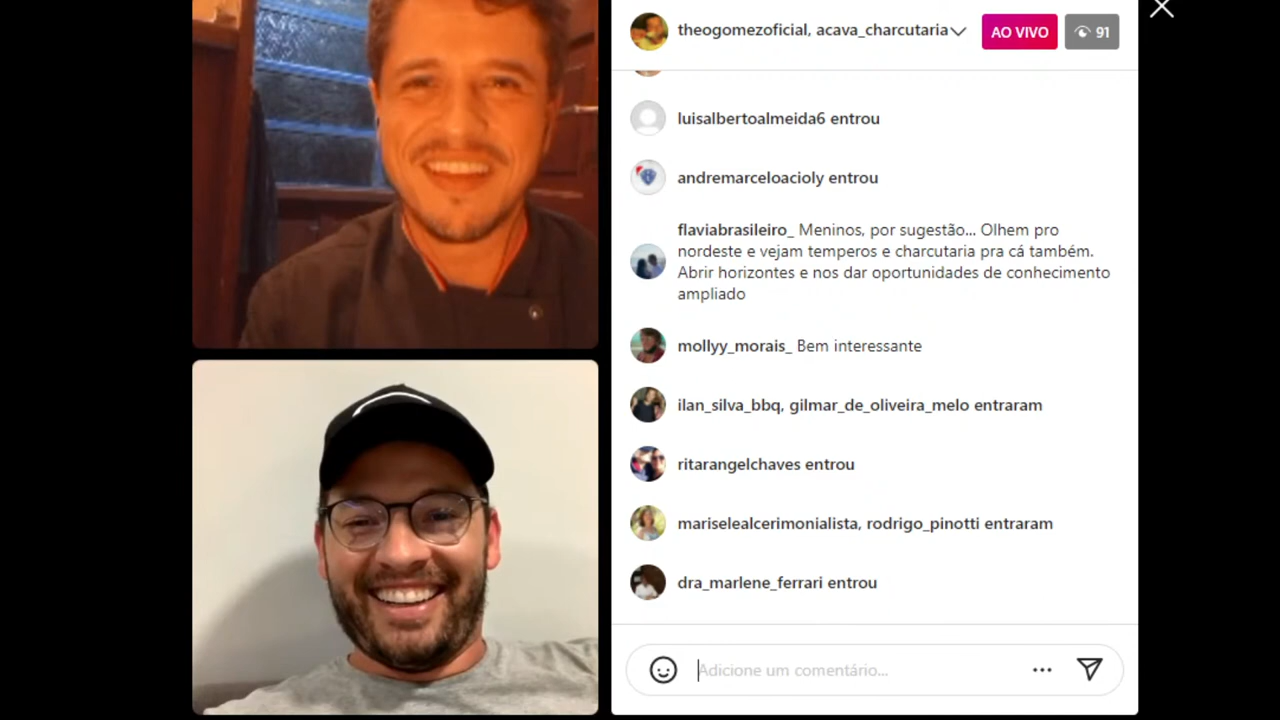 theogomezoficial, acava_charcutaria
AO VIVO
91
luisalbertoalmeida6 entrou
andremarceloacioly entrou
flaviabrasileiro_ Meninos, por sugestão... Olhem pro
nordeste e vejam temperos e charcutaria pra cá também.
Abrir horizontes e nos dar oportunidades de conhecimento
ampliado
mollyy_morais_ Bem interessante
ilan_silva_bbq, gilmar_de_oliveira_melo entraram
ritarangelchaves entrou
mariselealcerimonialista, rodrigo_pinotti entraram
dra_marlene_ferrari entrou
Adicione um comentário...